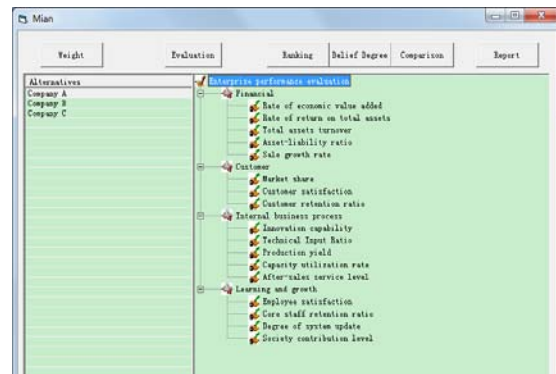 Mian
Weight Evaluation Ranking Belief Degree Comparison Report
Alternatives
Company A
Company B
Company C
Enterprise performance evaluation
Financial
Rate of economic value added
Rate of return on total assets
Total assets turnover
Asset-liability ratio
Sale growth rate
Customer
Market share
Customer satisfaction
Customer retention ratio
Internal business process
Innovation capability
Technical Input Ratio
Production yield
Capacity utilization rate
After-sales service level
Learning and growth
Employee satisfaction
Core staff retention ratio
Degree of system update
Society contribution level